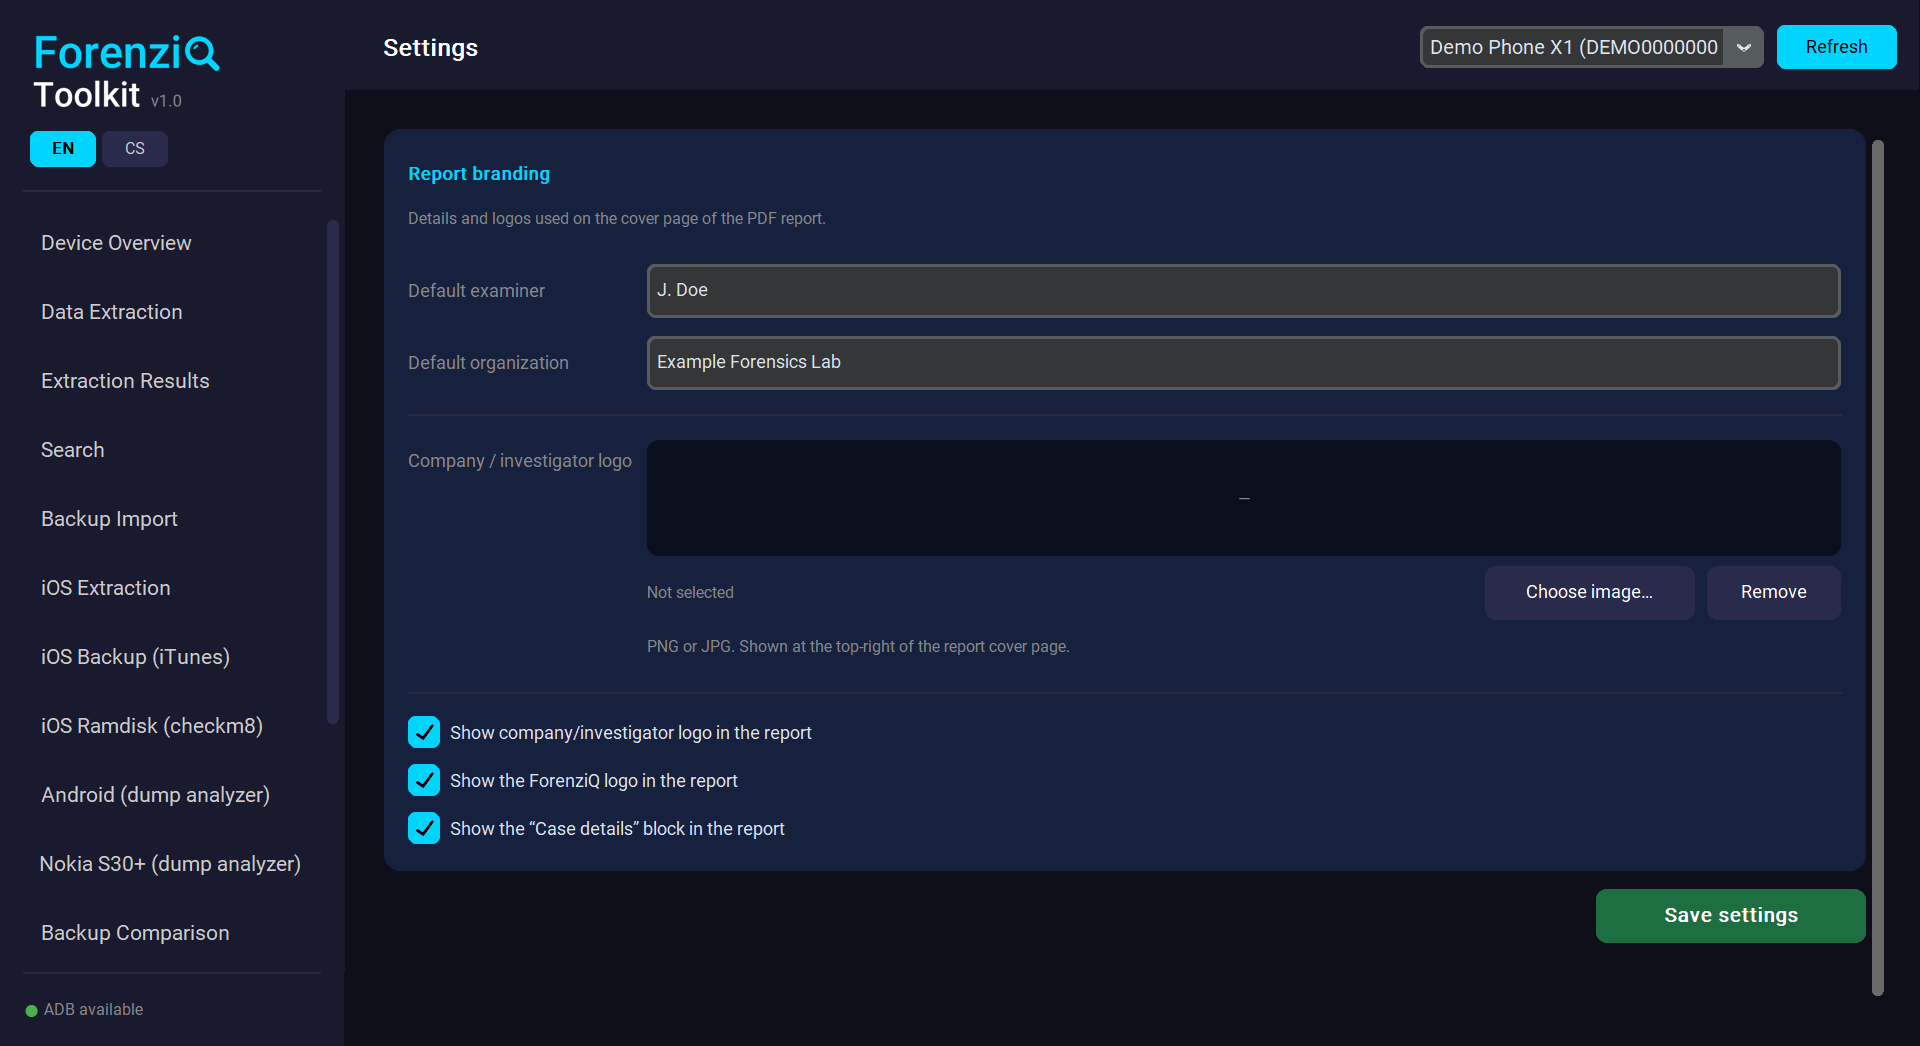 ForenziQ
Toolkit v1.0
EN CS
Device Overview
Data Extraction
Extraction Results
Search
Backup Import
iOS Extraction
iOS Backup (iTunes)
iOS Ramdisk (checkm8)
Android (dump analyzer)
Nokia S30+ (dump analyzer)
Backup Comparison
ADB available
Settings
Demo Phone X1 (DEMO0000000
Refresh
Report branding
Details and logos used on the cover page of the PDF report.
Default examiner
J. Doe
Default organization
Example Forensics Lab
Company / investigator logo
—
Not selected
Choose image…
Remove
PNG or JPG. Shown at the top-right of the report cover page.
Show company/investigator logo in the report
Show the ForenziQ logo in the report
Show the “Case details” block in the report
Save settings